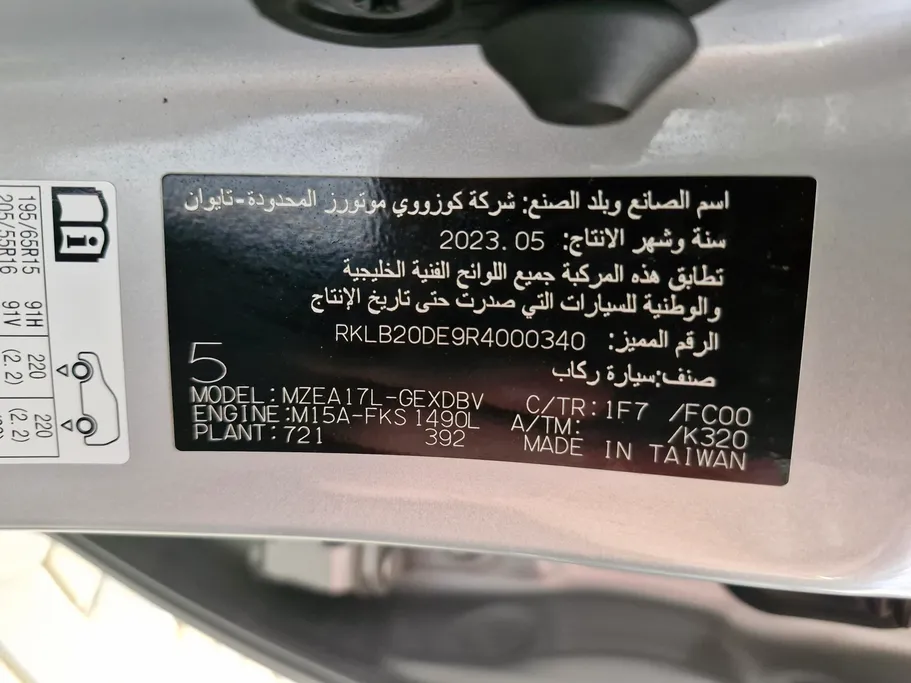 اسم الصانع وبلد الصنع: شركة كوزووي موتورز المحدودة-تايوان
سنة وشهر الانتاج: 2023.05
تطابق هذه المركبة جميع اللوائح الفنية الخليجية
والوطنية للسيارات التي صدرت حتى تاريخ الإنتاج
الرقم المميز: RKLB20DE9R4000340
صنف:سيارة ركاب
5
MODEL:MZEA17L-GEXDBV
ENGINE:M15A-FKS 1490L
PLANT:721 392
C/TR:1F7 /FC00
A/TM: /K320
MADE IN TAIWAN
195/65R15 91H 220 (2.2) 220
205/55R16 91V (2.2) (2.2)